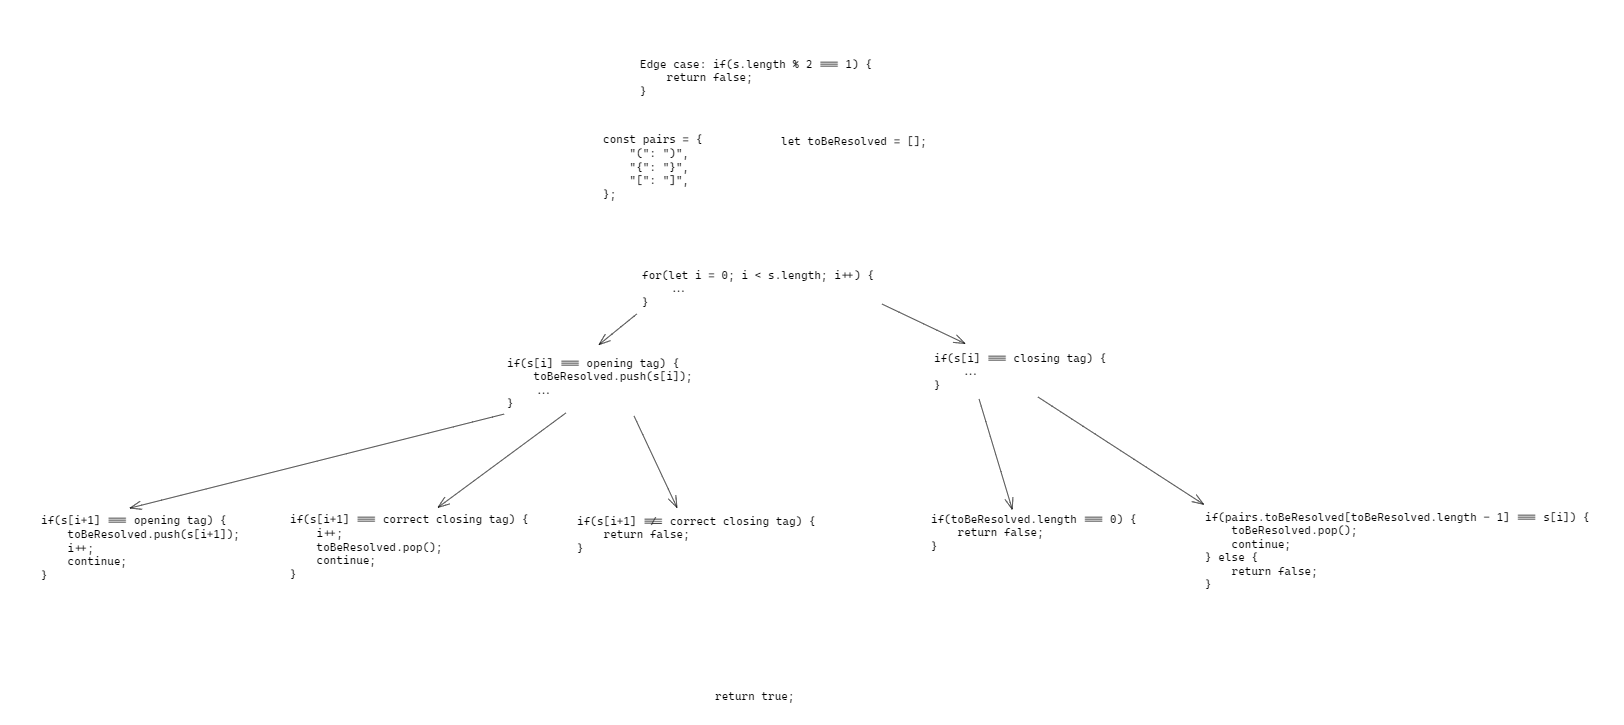 Edge case: if(s.length % 2 === 1) {
    return false;
}
const pairs = {
    "(": ")",
    "{": "}",
    "[": "]",
};
let toBeResolved = [];
for(let i = 0; i < s.length; i++) {
    ...
}
if(s[i] === opening tag) {
    toBeResolved.push(s[i]);
    ...
}
if(s[i] === closing tag) {
    ...
}
if(s[i+1] === opening tag) {
    toBeResolved.push(s[i+1]);
    i++;
    continue;
}
if(s[i+1] === correct closing tag) {
    i++;
    toBeResolved.pop();
    continue;
}
if(s[i+1] !== correct closing tag) {
    return false;
}
if(toBeResolved.length === 0) {
    return false;
}
if(pairs.toBeResolved[toBeResolved.length - 1] === s[i]) {
    toBeResolved.pop();
    continue;
} else {
    return false;
}
return true;